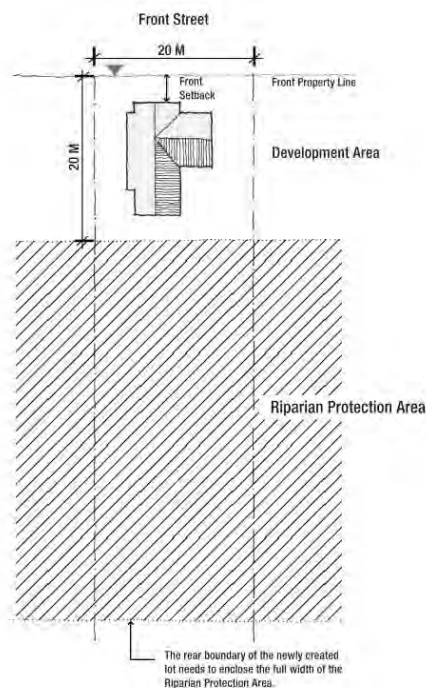 Front Street
20 M
Front
Setback
Front Property Line
20 M
Development Area
Riparian Protection Area
The rear boundary of the newly created
lot needs to enclose the full width of the
Riparian Protection Area.